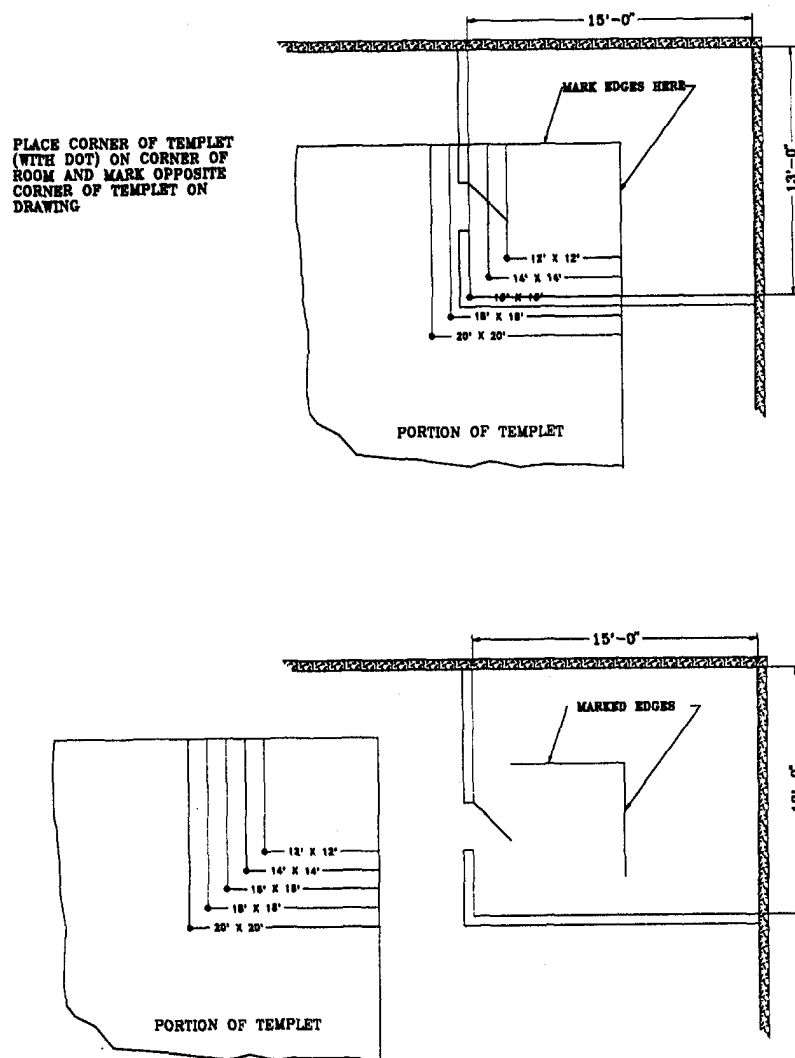 15'-0"
MARK EDGES HERE
PLACE CORNER OF TEMPLET
(WITH DOT) ON CORNER OF
ROOM AND MARK OPPOSITE
CORNER OF TEMPLET ON
DRAWING
13'-0"
12' X 12'
14' X 14'
16' X 16'
18' X 18'
20' X 20'
PORTION OF TEMPLET
15'-0"
MARKED EDGES
12' X 12'
14' X 14'
16' X 16'
18' X 18'
20' X 20'
PORTION OF TEMPLET